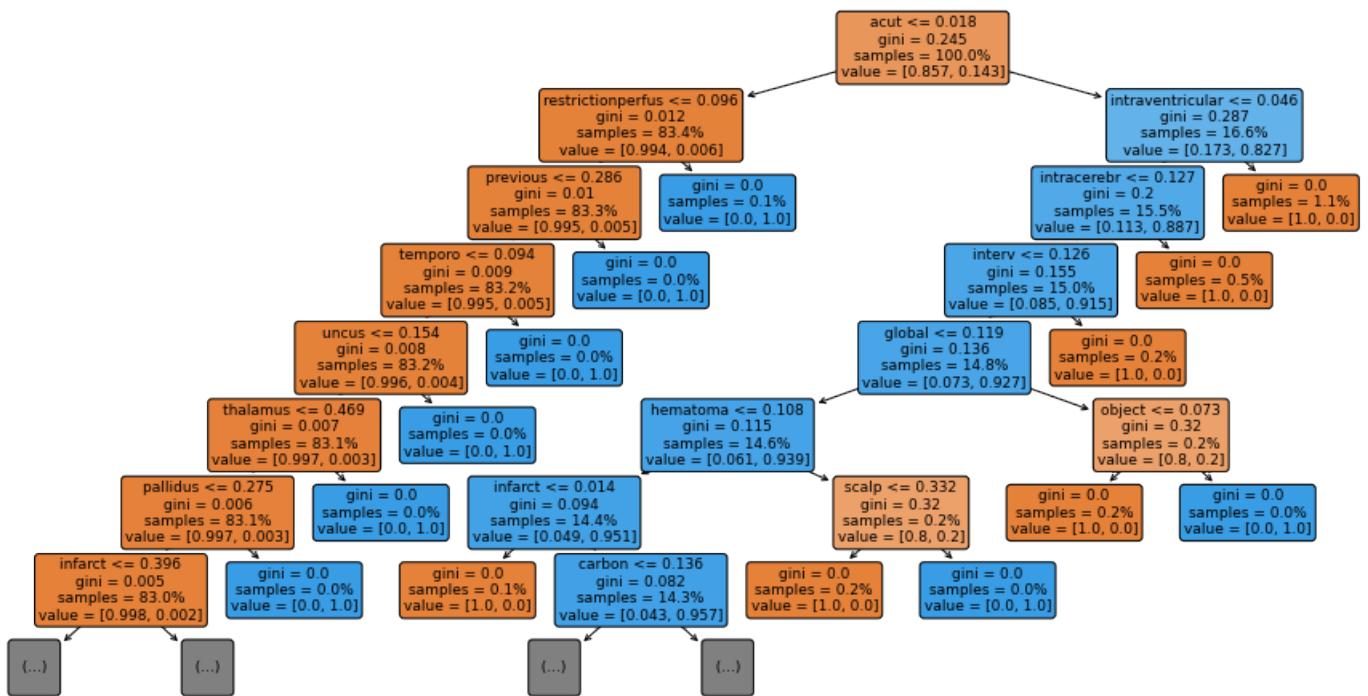 acut <= 0.018
gini = 0.245
samples = 100.0%
value = [0.857, 0.143]
restrictionperfus <= 0.096
gini = 0.012
samples = 83.4%
value = [0.994, 0.006]
intraventricular <= 0.046
gini = 0.287
samples = 16.6%
value = [0.173, 0.827]
previous <= 0.286
gini = 0.01
samples = 83.3%
value = [0.995, 0.005]
gini = 0.0
samples = 0.1%
value = [0.0, 1.0]
intracerebr <= 0.127
gini = 0.2
samples = 15.5%
value = [0.113, 0.887]
gini = 0.0
samples = 1.1%
value = [1.0, 0.0]
temporo <= 0.094
gini = 0.009
samples = 83.2%
value = [0.995, 0.005]
gini = 0.0
samples = 0.0%
value = [0.0, 1.0]
interv <= 0.126
gini = 0.155
samples = 15.0%
value = [0.085, 0.915]
gini = 0.0
samples = 0.5%
value = [1.0, 0.0]
uncus <= 0.154
gini = 0.008
samples = 83.2%
value = [0.996, 0.004]
gini = 0.0
samples = 0.0%
value = [0.0, 1.0]
global <= 0.119
gini = 0.136
samples = 14.8%
value = [0.073, 0.927]
gini = 0.0
samples = 0.2%
value = [1.0, 0.0]
thalamus <= 0.469
gini = 0.007
samples = 83.1%
value = [0.997, 0.003]
gini = 0.0
samples = 0.0%
value = [0.0, 1.0]
hematoma <= 0.108
gini = 0.115
samples = 14.6%
value = [0.061, 0.939]
object <= 0.073
gini = 0.32
samples = 0.2%
value = [0.8, 0.2]
pallidus <= 0.275
gini = 0.006
samples = 83.1%
value = [0.997, 0.003]
gini = 0.0
samples = 0.0%
value = [0.0, 1.0]
infarct <= 0.014
gini = 0.094
samples = 14.4%
value = [0.049, 0.951]
scalp <= 0.332
gini = 0.32
samples = 0.2%
value = [0.8, 0.2]
gini = 0.0
samples = 0.2%
value = [1.0, 0.0]
gini = 0.0
samples = 0.0%
value = [0.0, 1.0]
infarct <= 0.396
gini = 0.005
samples = 83.0%
value = [0.998, 0.002]
gini = 0.0
samples = 0.0%
value = [0.0, 1.0]
gini = 0.0
samples = 0.1%
value = [1.0, 0.0]
carbon <= 0.136
gini = 0.082
samples = 14.3%
value = [0.043, 0.957]
gini = 0.0
samples = 0.2%
value = [1.0, 0.0]
gini = 0.0
samples = 0.0%
value = [0.0, 1.0]
(...)
(...)
(...)
(...)